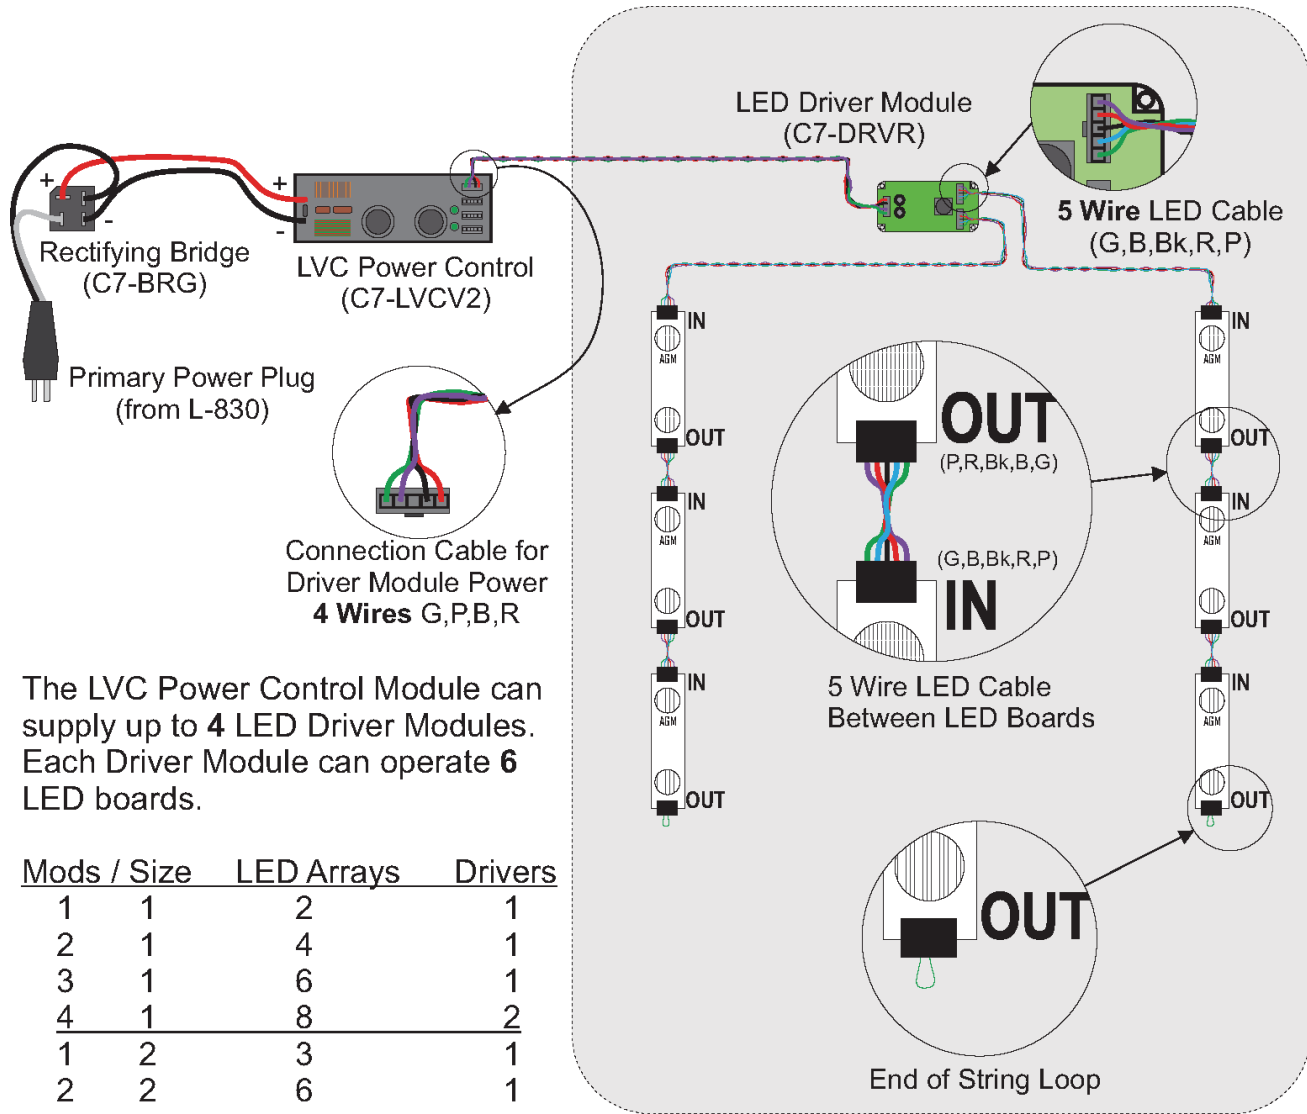 LED Driver Module
(C7-DRVR)
5 Wire LED Cable
(G,B,Bk,R,P)
+
-
Rectifying Bridge
(C7-BRG)
+
-
LVC Power Control
(C7-LVCV2)
Primary Power Plug
(from L-830)
Connection Cable for
Driver Module Power
4 Wires G,P,B,R
IN
AGM
OUT
IN
AGM
OUT
IN
AGM
OUT
OUT
(P,R,Bk,B,G)
(G,B,Bk,R,P)
IN
5 Wire LED Cable
Between LED Boards
IN
AGM
OUT
IN
AGM
OUT
IN
AGM
OUT
OUT
End of String Loop
The LVC Power Control Module can
supply up to 4 LED Driver Modules.
Each Driver Module can operate 6
LED boards.
Mods / Size LED Arrays Drivers
1 1 2 1
2 1 4 1
3 1 6 1
4 1 8 2
1 2 3 1
2 2 6 1